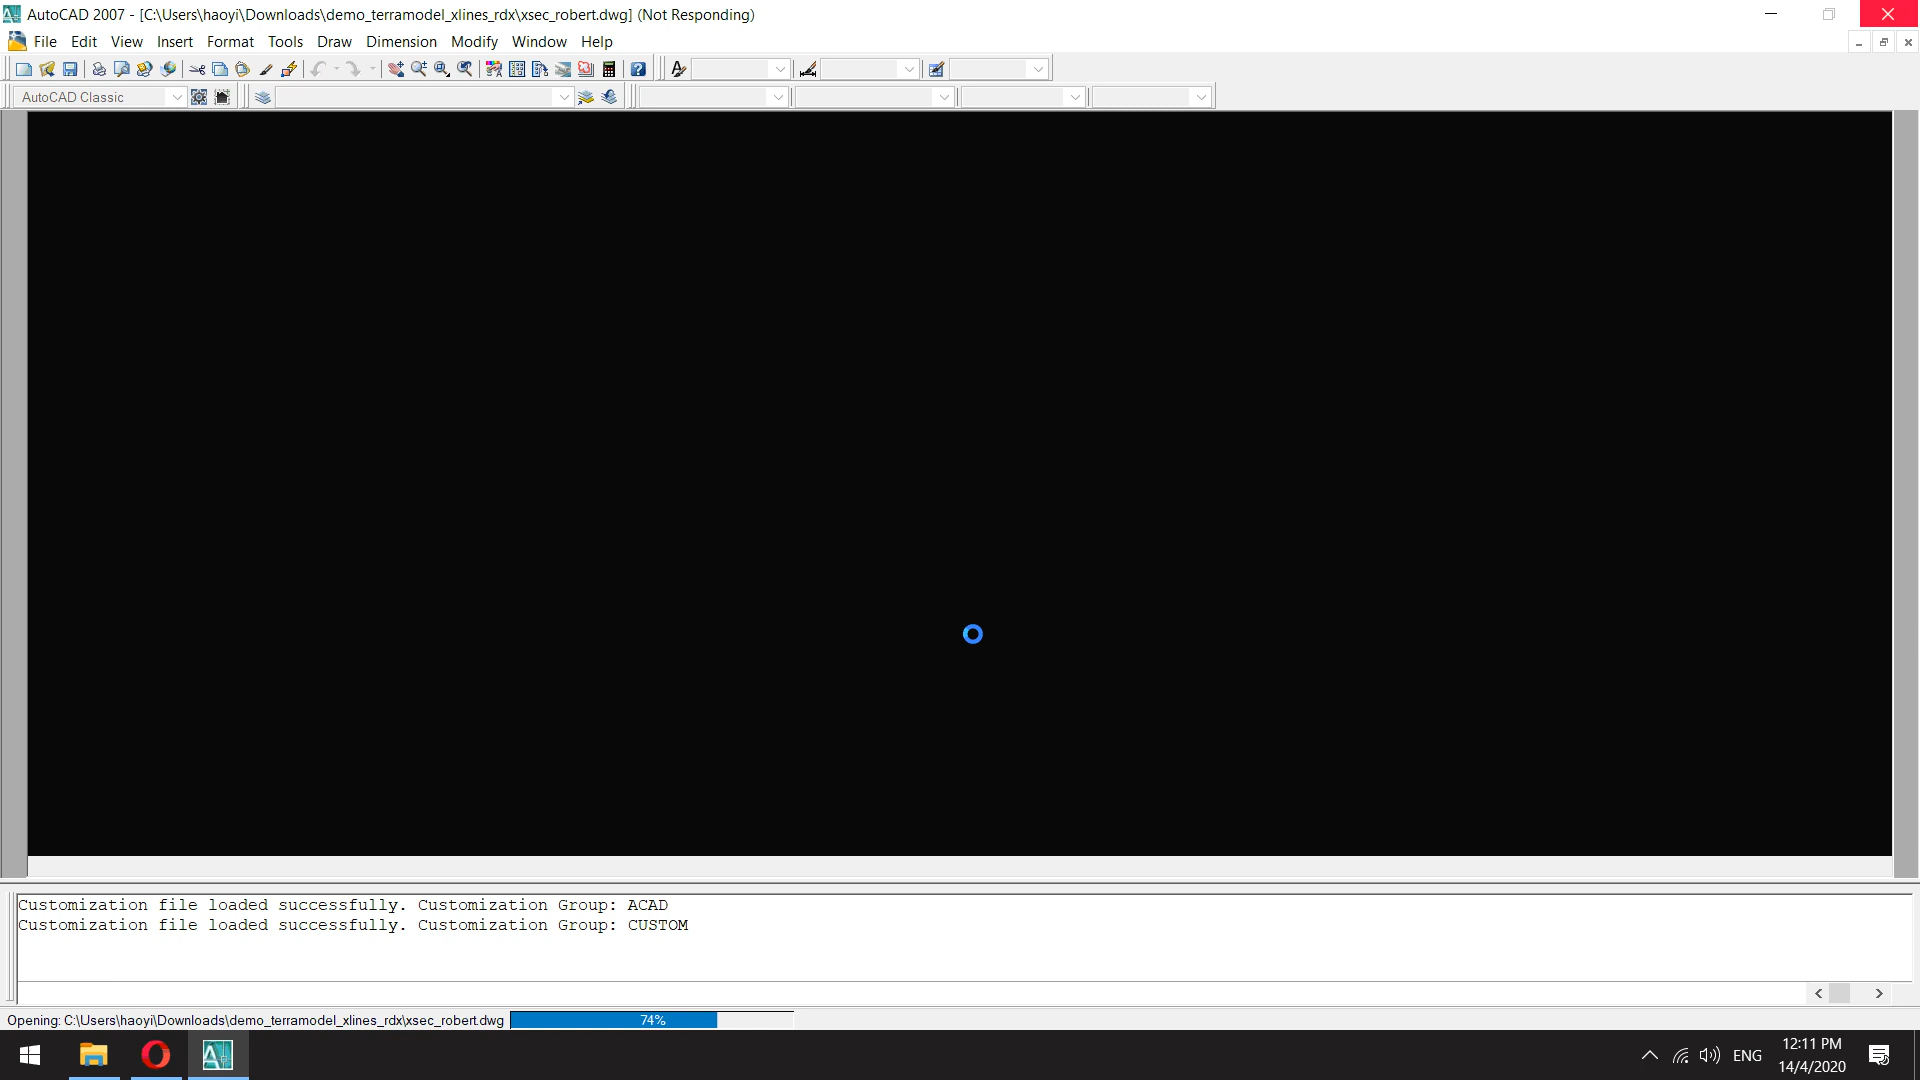 AutoCAD 2007 - [C:\Users\haoyi\Downloads\demo_terramodel_xlines_rdx\xsec_robert.dwg] (Not Responding)
File Edit View Insert Format Tools Draw Dimension Modify Window Help
AutoCAD Classic
Customization file loaded successfully. Customization Group: ACAD
Customization file loaded successfully. Customization Group: CUSTOM
Opening: C:\Users\haoyi\Downloads\demo_terramodel_xlines_rdx\xsec_robert.dwg 74%
ENG
12:11 PM
14/4/2020